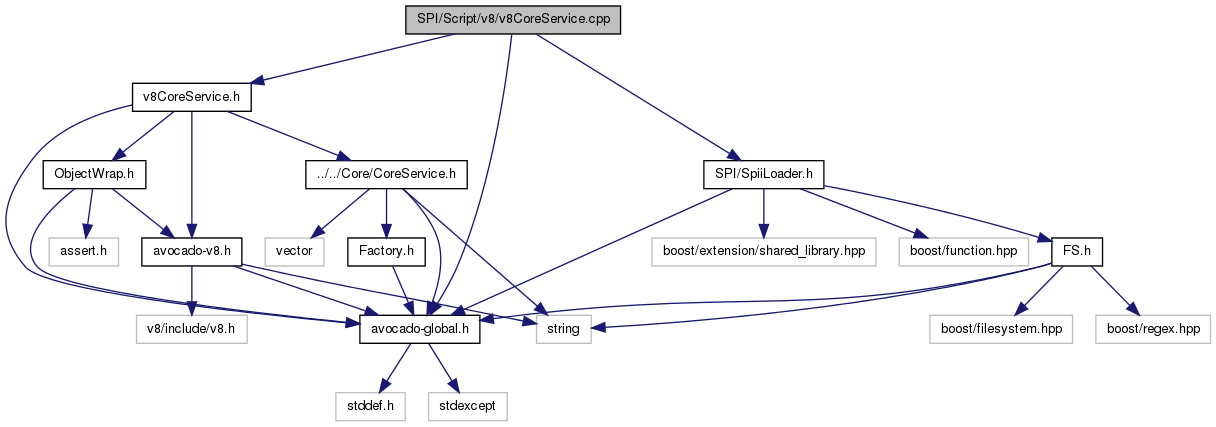 SPI/Script/v8/v8CoreService.cpp
v8CoreService.h
ObjectWrap.h
../../Core/CoreService.h
SPI/SpiiLoader.h
assert.h
avocado-v8.h
vector
Factory.h
boost/extension/shared_library.hpp
boost/function.hpp
FS.h
v8/include/v8.h
avocado-global.h
string
boost/filesystem.hpp
boost/regex.hpp
stddef.h
stdexcept